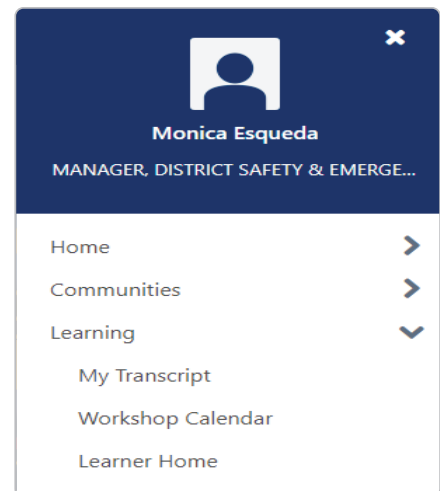 Monica Esqueda
MANAGER, DISTRICT SAFETY & EMERGE...
Home
Communities
Learning
My Transcript
Workshop Calendar
Learner Home